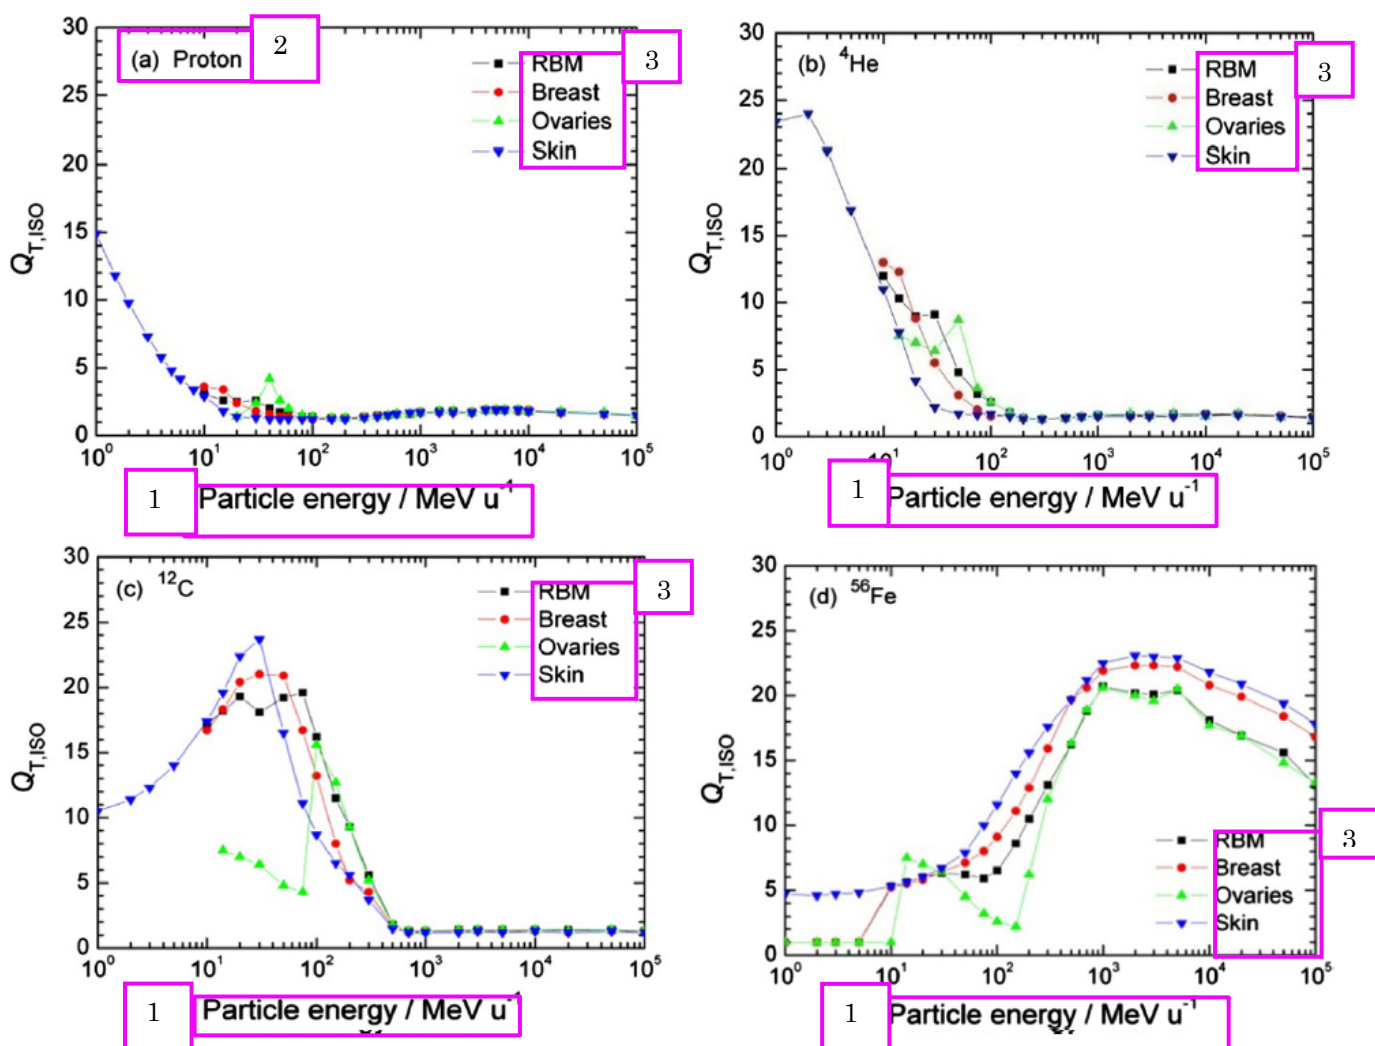 30
25
20
15
10
5
0
Q_T,ISO
(a) Proton
2
3
RBM
Breast
Ovaries
Skin
10^0 10^1 10^2 10^3 10^4 10^5
1
Particle energy / MeV u^-1
30
25
20
15
10
5
0
Q_T,ISO
(b) ^4He
3
RBM
Breast
Ovaries
Skin
10^0 10^1 10^2 10^3 10^4 10^5
1
Particle energy / MeV u^-1
30
25
20
15
10
5
0
Q_T,ISO
(c) ^12C
3
RBM
Breast
Ovaries
Skin
10^0 10^1 10^2 10^3 10^4 10^5
1
Particle energy / MeV u^-1
30
25
20
15
10
5
0
Q_T,ISO
(d) ^56Fe
3
RBM
Breast
Ovaries
Skin
10^0 10^1 10^2 10^3 10^4 10^5
1
Particle energy / MeV u^-1